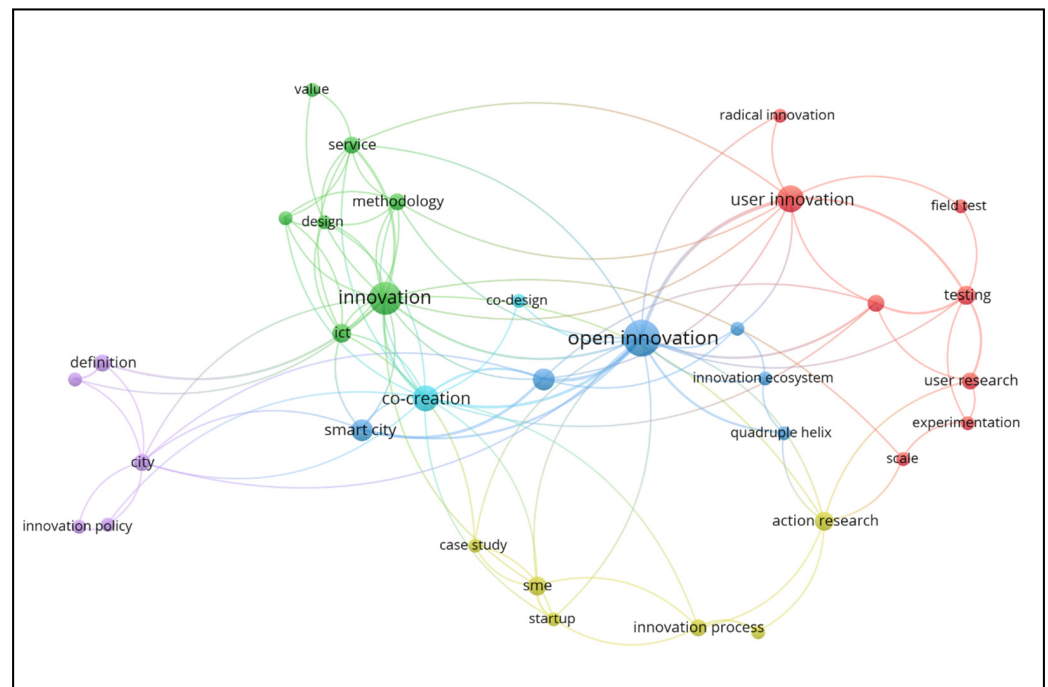 value
radical innovation
service
user innovation
methodology
field test
design
innovation
co-design
testing
ict
open innovation
definition
innovation ecosystem
user research
co-creation
experimentation
smart city
quadruple helix
scale
city
action research
innovation policy
case study
sme
startup
innovation process